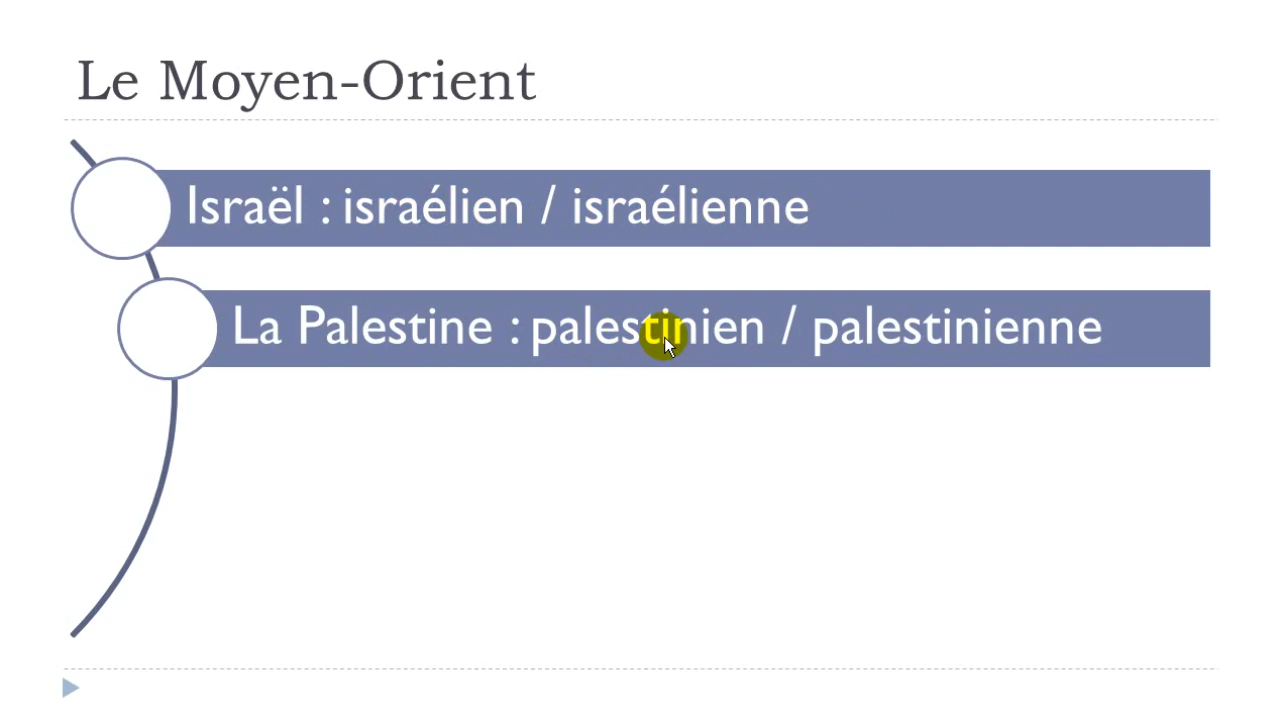 Le Moyen-Orient
Israël : israélien / israélienne
La Palestine : palestinien / palestinienne